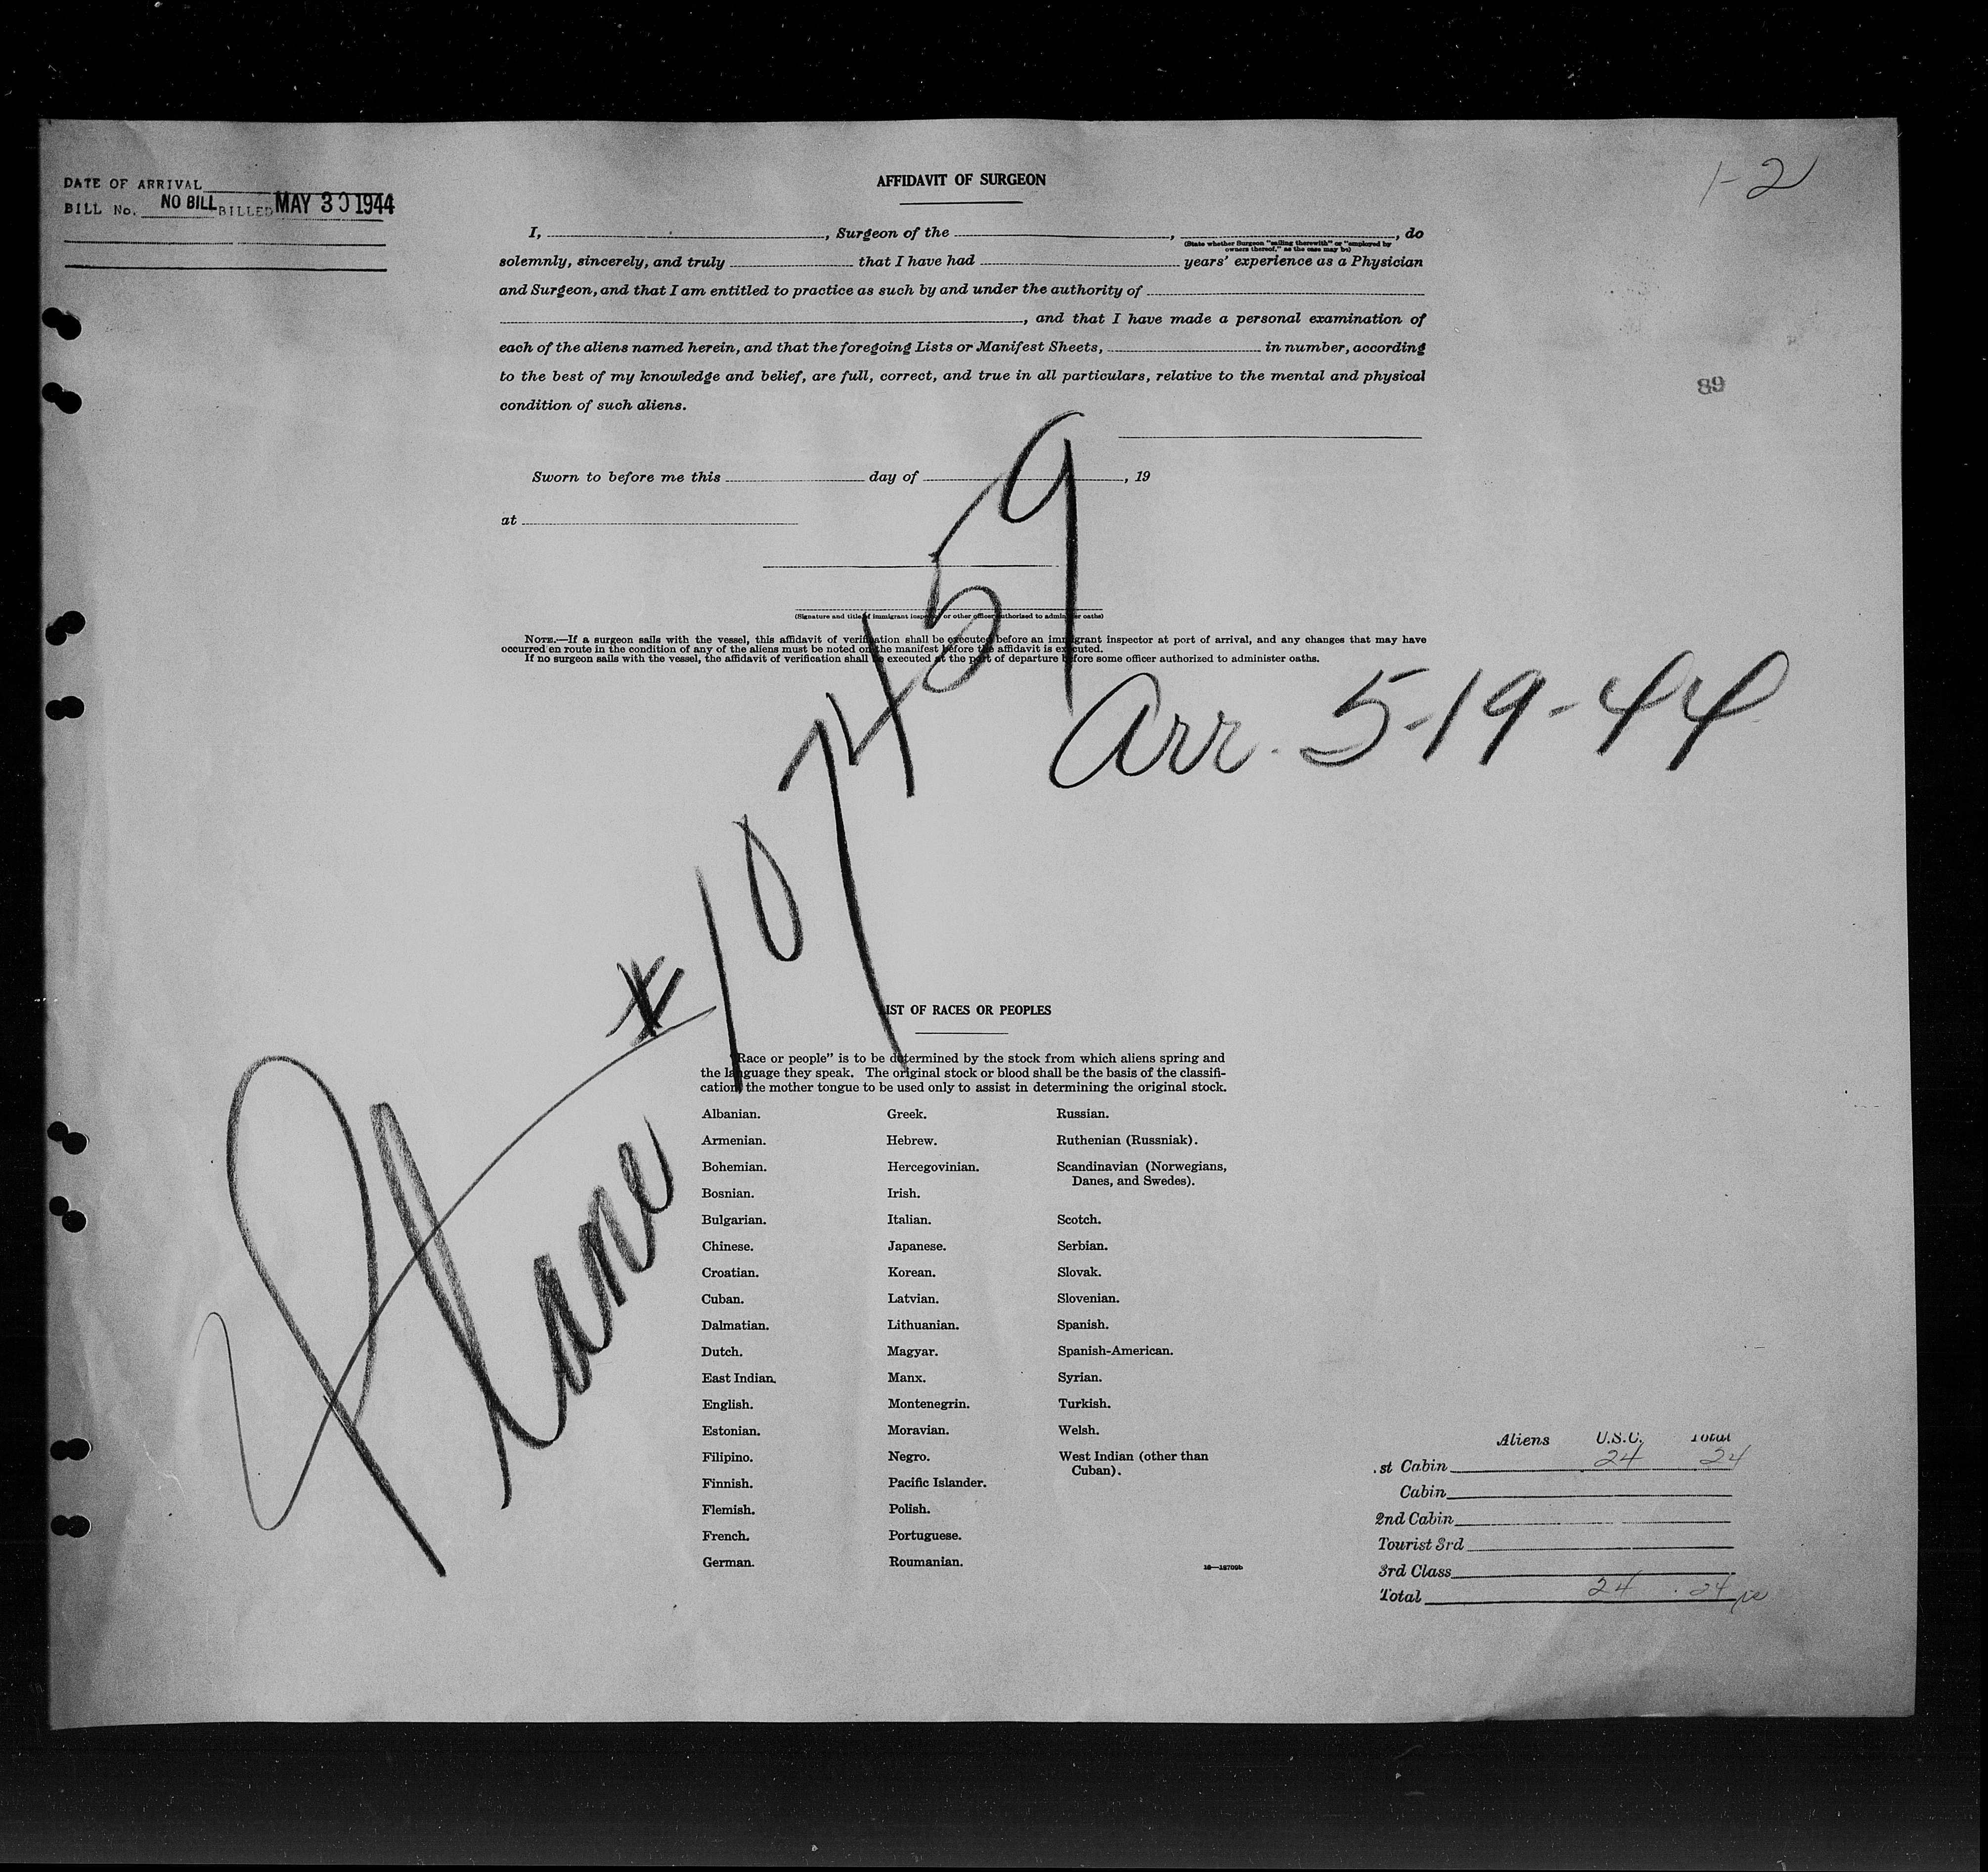 DATE OF ARRIVAL
BILL No. NO BILL BILLED MAY 30 1944
AFFIDAVIT OF SURGEON
1-2
I, , Surgeon of the , , do
(State whether Surgeon "sailing therewith" or "employed by
owners thereof," as the case may be)
solemnly, sincerely, and truly that I have had years' experience as a Physician
and Surgeon, and that I am entitled to practice as such by and under the authority of
, and that I have made a personal examination of
each of the aliens named herein, and that the foregoing Lists or Manifest Sheets, in number, according
to the best of my knowledge and belief, are full, correct, and true in all particulars, relative to the mental and physical
condition of such aliens.
89
Sworn to before me this day of , 19
at
(Signature and title of immigrant inspector or other officer authorized to administer oaths)
NOTE.—If a surgeon sails with the vessel, this affidavit of verification shall be executed before an immigrant inspector at port of arrival, and any changes that may have
occurred en route in the condition of any of the aliens must be noted on the manifest before the affidavit is executed.
If no surgeon sails with the vessel, the affidavit of verification shall be executed at the port of departure before some officer authorized to administer oaths.
Plane #107459
Arr. 5-19-44
LIST OF RACES OR PEOPLES
"Race or people" is to be determined by the stock from which aliens spring and
the language they speak. The original stock or blood shall be the basis of the classifi-
cation, the mother tongue to be used only to assist in determining the original stock.
Albanian.
Armenian.
Bohemian.
Bosnian.
Bulgarian.
Chinese.
Croatian.
Cuban.
Dalmatian.
Dutch.
East Indian.
English.
Estonian.
Filipino.
Finnish.
Flemish.
French.
German.
Greek.
Hebrew.
Hercegovinian.
Irish.
Italian.
Japanese.
Korean.
Latvian.
Lithuanian.
Magyar.
Manx.
Montenegrin.
Moravian.
Negro.
Pacific Islander.
Polish.
Portuguese.
Roumanian.
Russian.
Ruthenian (Russniak).
Scandinavian (Norwegians,
Danes, and Swedes).
Scotch.
Serbian.
Slovak.
Slovenian.
Spanish.
Spanish-American.
Syrian.
Turkish.
Welsh.
West Indian (other than
Cuban).
16—18709b
Aliens U.S.C. Total
st Cabin 24 24
Cabin
2nd Cabin
Tourist 3rd
3rd Class
Total 24 24